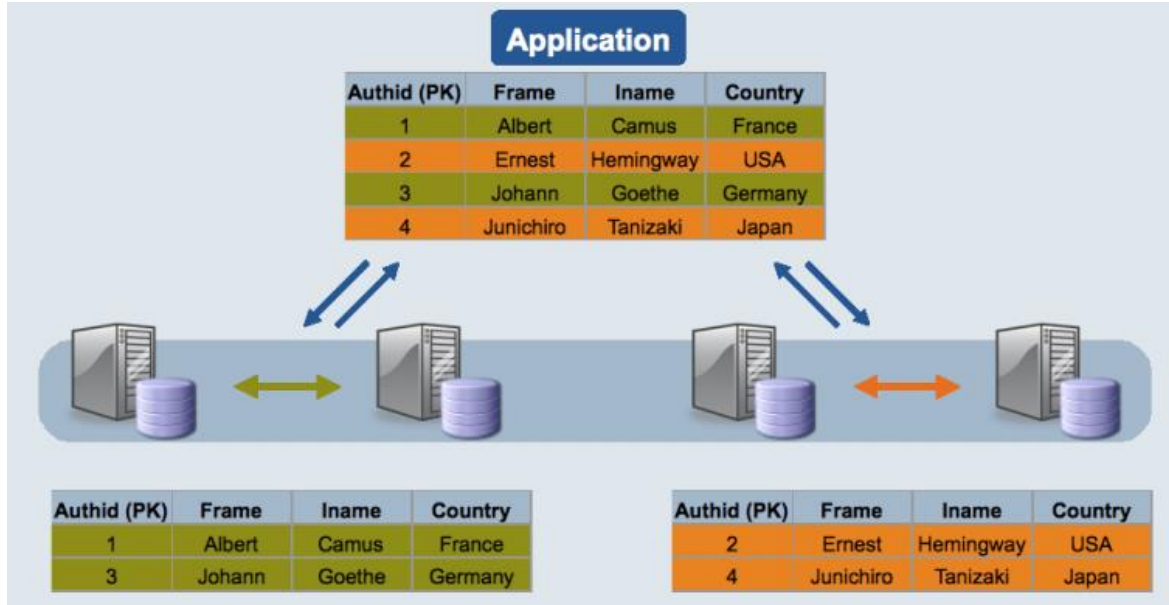 Application
Authid (PK) Frame Iname Country
1 Albert Camus France
2 Ernest Hemingway USA
3 Johann Goethe Germany
4 Junichiro Tanizaki Japan
Authid (PK) Frame Iname Country
1 Albert Camus France
3 Johann Goethe Germany
Authid (PK) Frame Iname Country
2 Ernest Hemingway USA
4 Junichiro Tanizaki Japan